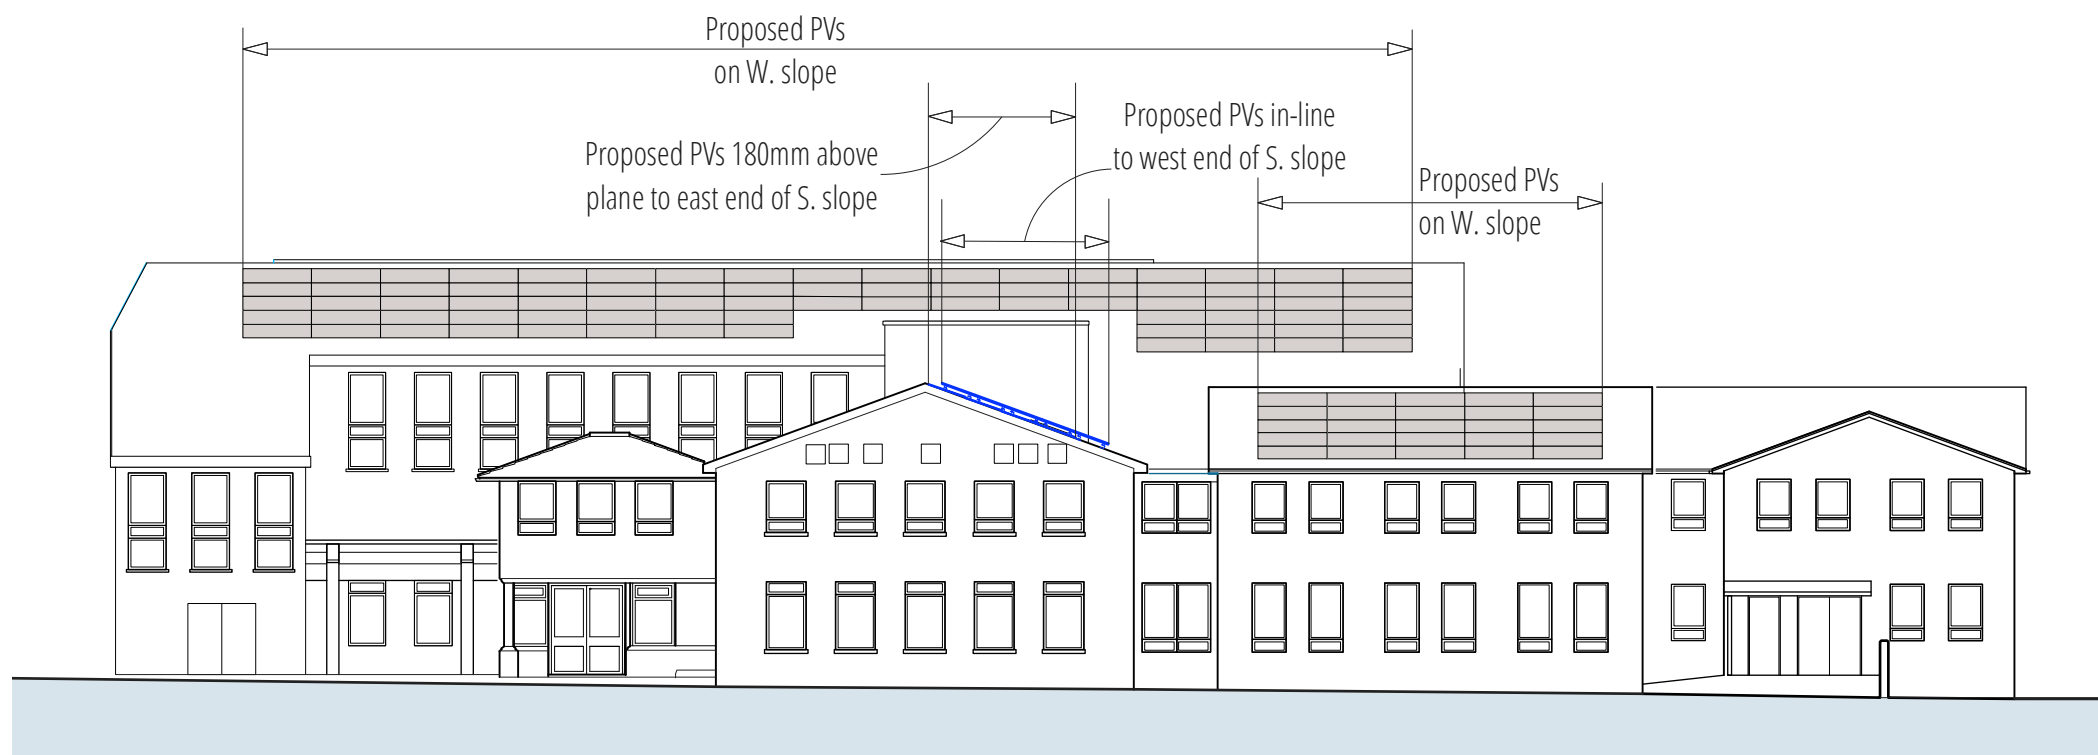 Proposed PVs
on W. slope
Proposed PVs 180mm above
plane to east end of S. slope
Proposed PVs in-line
to west end of S. slope
Proposed PVs
on W. slope